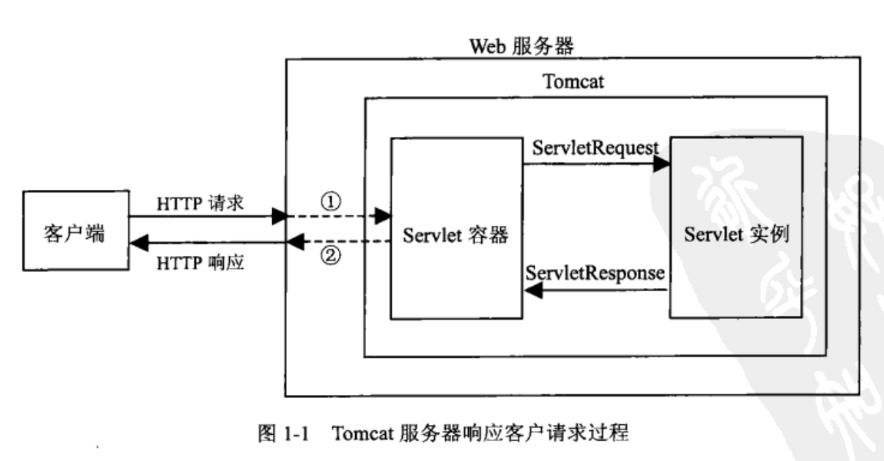 Web 服务器
Tomcat
ServletRequest
HTTP 请求
①
客户端
Servlet 容器
Servlet 实例
②
HTTP 响应
ServletResponse
图 1-1 Tomcat 服务器响应客户请求过程